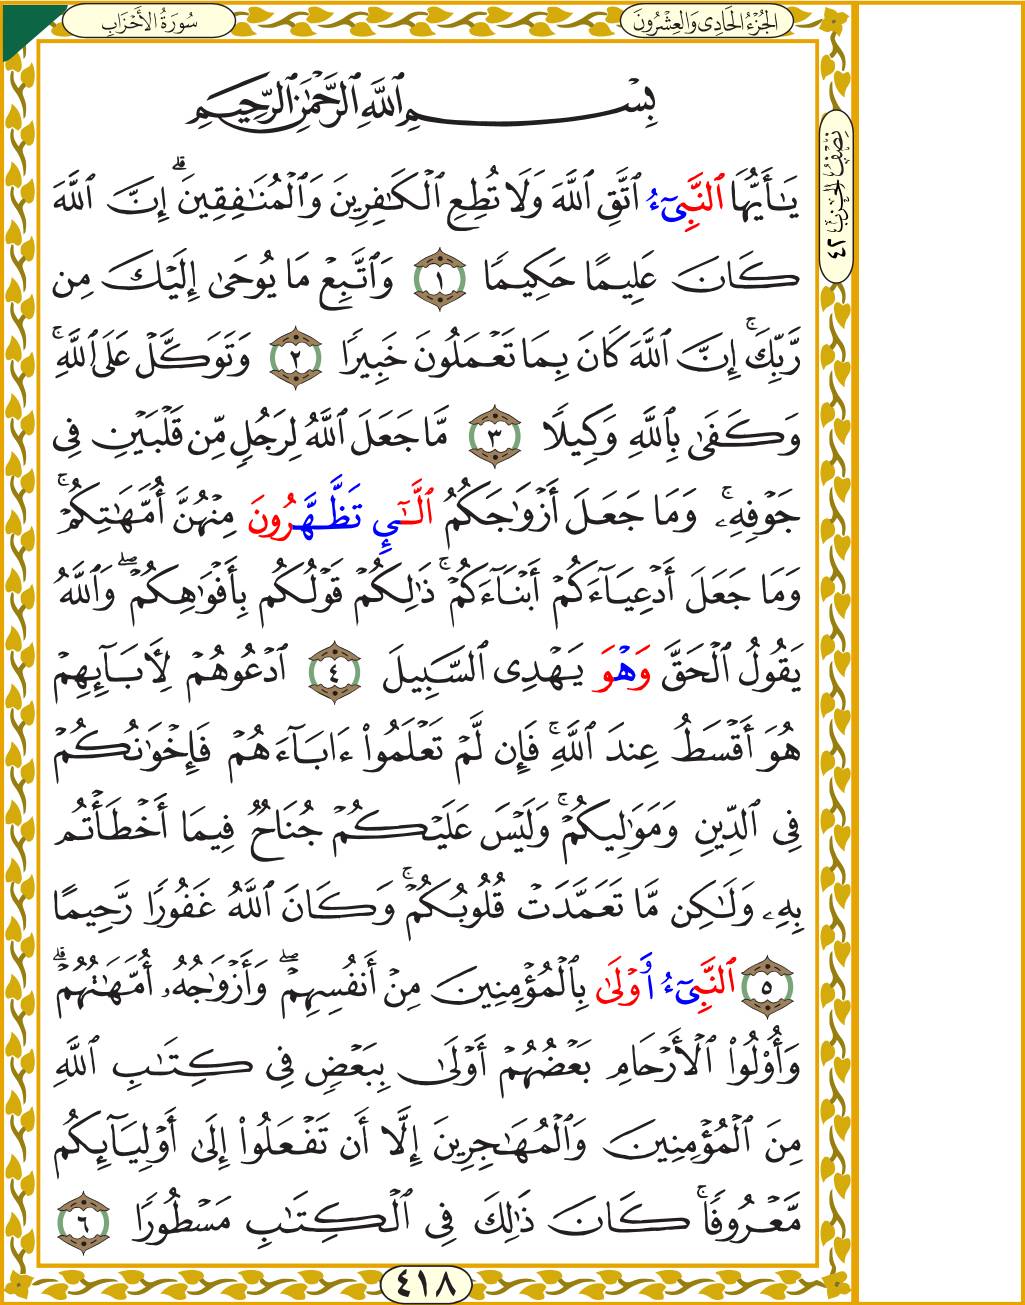 سُورَةُ الأَحْزَابِ
الجُزْءُ الحَادِى وَالعِشْرُونَ
نِصْفُ الحِزْبِ ٤٢
بِسْمِ ٱللَّهِ ٱلرَّحْمَٰنِ ٱلرَّحِيمِ
يَٰٓأَيُّهَا ٱلنَّبِىٓءُ ٱتَّقِ ٱللَّهَ وَلَا تُطِعِ ٱلْكَٰفِرِينَ وَٱلْمُنَٰفِقِينَۗ إِنَّ ٱللَّهَ
كَانَ عَلِيمًا حَكِيمًا ١ وَٱتَّبِعْ مَا يُوحَىٰٓ إِلَيْكَ مِن
رَّبِّكَۚ إِنَّ ٱللَّهَ كَانَ بِمَا تَعْمَلُونَ خَبِيرًا ٢ وَتَوَكَّلْ عَلَى ٱللَّهِۚ
وَكَفَىٰ بِٱللَّهِ وَكِيلًا ٣ مَّا جَعَلَ ٱللَّهُ لِرَجُلٍ مِّن قَلْبَيْنِ فِى
جَوْفِهِۦۚ وَمَا جَعَلَ أَزْوَٰجَكُمُ ٱلَّٰٓـِٔى تَظَّهَّرُونَ مِنْهُنَّ أُمَّهَٰتِكُمْۚ
وَمَا جَعَلَ أَدْعِيَآءَكُمْ أَبْنَآءَكُمْۚ ذَٰلِكُمْ قَوْلُكُم بِأَفْوَٰهِكُمْۖ وَٱللَّهُ
يَقُولُ ٱلْحَقَّ وَهْوَ يَهْدِى ٱلسَّبِيلَ ٤ ٱدْعُوهُمْ لِأٓبَآئِهِمْ
هُوَ أَقْسَطُ عِندَ ٱللَّهِۚ فَإِن لَّمْ تَعْلَمُوٓا۟ ءَابَآءَهُمْ فَإِخْوَٰنُكُمْ
فِى ٱلدِّينِ وَمَوَٰلِيكُمْۚ وَلَيْسَ عَلَيْكُمْ جُنَاحٌ فِيمَآ أَخْطَأْتُم
بِهِۦ وَلَٰكِن مَّا تَعَمَّدَتْ قُلُوبُكُمْۚ وَكَانَ ٱللَّهُ غَفُورًا رَّحِيمًا
٥ ٱلنَّبِىٓءُ أَوْلَىٰ بِٱلْمُؤْمِنِينَ مِنْ أَنفُسِهِمْۖ وَأَزْوَٰجُهُۥٓ أُمَّهَٰتُهُمْۗ
وَأُو۟لُوا۟ ٱلْأَرْحَامِ بَعْضُهُمْ أَوْلَىٰ بِبَعْضٍ فِى كِتَٰبِ ٱللَّهِ
مِنَ ٱلْمُؤْمِنِينَ وَٱلْمُهَٰجِرِينَ إِلَّآ أَن تَفْعَلُوٓا۟ إِلَىٰٓ أَوْلِيَآئِكُم
مَّعْرُوفًاۚ كَانَ ذَٰلِكَ فِى ٱلْكِتَٰبِ مَسْطُورًا ٦
٤١٨